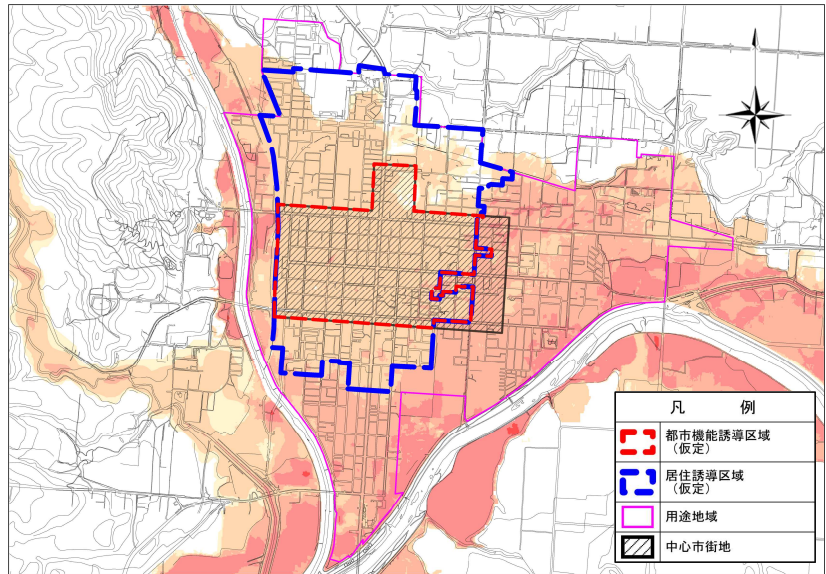 凡 例
都市機能誘導区域
(仮定)
居住誘導区域
(仮定)
用途地域
中心市街地